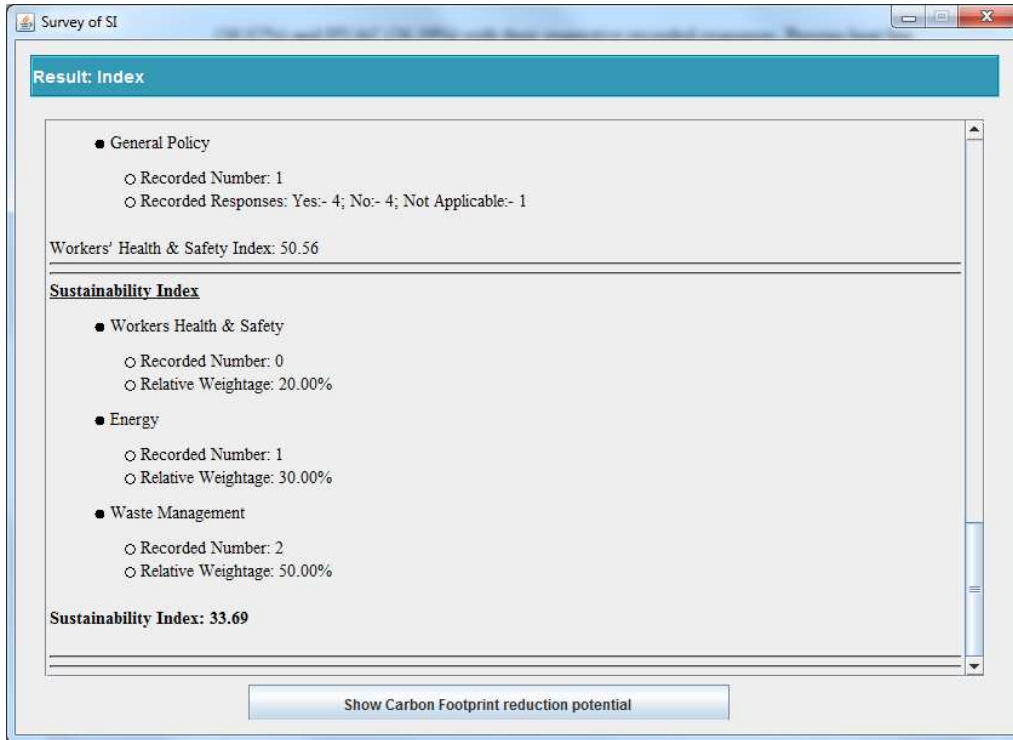 Survey of SI
Result: Index
General Policy
Recorded Number: 1
Recorded Responses: Yes:- 4; No:- 4; Not Applicable:- 1
Workers' Health & Safety Index: 50.56
Sustainability Index
Workers Health & Safety
Recorded Number: 0
Relative Weightage: 20.00%
Energy
Recorded Number: 1
Relative Weightage: 30.00%
Waste Management
Recorded Number: 2
Relative Weightage: 50.00%
Sustainability Index: 33.69
Show Carbon Footprint reduction potential